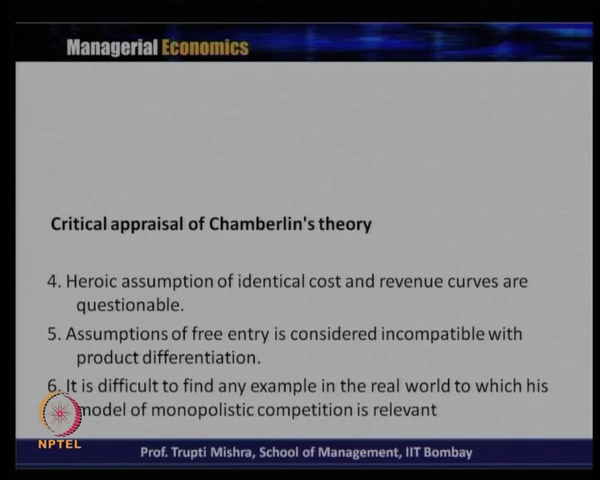 Managerial Economics
Critical appraisal of Chamberlin's theory
4. Heroic assumption of identical cost and revenue curves are
questionable.
5. Assumptions of free entry is considered incompatible with
product differentiation.
6. It is difficult to find any example in the real world to which his
model of monopolistic competition is relevant
NPTEL
Prof. Trupti Mishra, School of Management, IIT Bombay